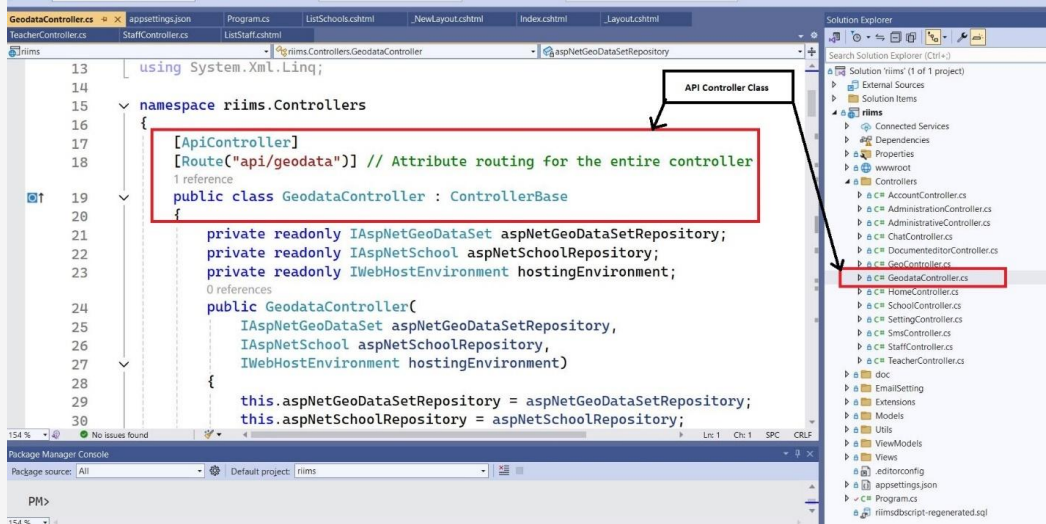 GeodataController.cs appsettings.json Program.cs ListSchools.cshtml _NewLayout.cshtml Index.cshtml _Layout.cshtml
TeacherController.cs StaffController.cs ListStaff.cshtml
riims riims.Controllers.GeodataController aspNetGeoDataSetRepository
13 using System.Xml.Linq;
14
15 namespace riims.Controllers
16 {
17 [ApiController]
18 [Route("api/geodata")] // Attribute routing for the entire controller
1 reference
19 public class GeodataController : ControllerBase
20 {
21 private readonly IAspNetGeoDataSet aspNetGeoDataSetRepository;
22 private readonly IAspNetSchool aspNetSchoolRepository;
23 private readonly IWebHostEnvironment hostingEnvironment;
0 references
24 public GeodataController(
25 IAspNetGeoDataSet aspNetGeoDataSetRepository,
26 IAspNetSchool aspNetSchoolRepository,
27 IWebHostEnvironment hostingEnvironment)
28 {
29 this.aspNetGeoDataSetRepository = aspNetGeoDataSetRepository;
30 this.aspNetSchoolRepository = aspNetSchoolRepository;
API Controller Class
154 % No issues found Ln: 1 Ch: 1 SPC CRLF
Package Manager Console
Package source: All Default project: riims
PM>
154 %
Solution Explorer
Search Solution Explorer (Ctrl+;)
Solution 'riims' (1 of 1 project)
External Sources
Solution Items
riims
Connected Services
Dependencies
Properties
wwwroot
Controllers
C# AccountController.cs
C# AdministrationController.cs
C# AdministrativeController.cs
C# ChatController.cs
C# DocumenteditorController.cs
C# GeoController.cs
C# GeodataController.cs
C# HomeController.cs
C# SchoolController.cs
C# SettingController.cs
C# SmsController.cs
C# StaffController.cs
C# TeacherController.cs
doc
EmailSetting
Extensions
Models
Utils
ViewModels
Views
.editorconfig
appsettings.json
C# Program.cs
riimsdbscript-regenerated.sql